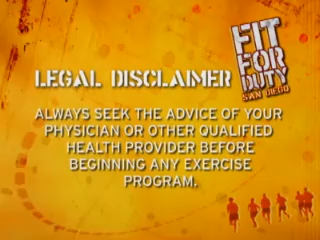 FIT
FOR
DUTY
SAN DIEGO
LEGAL DISCLAIMER
ALWAYS SEEK THE ADVICE OF YOUR
PHYSICIAN OR OTHER QUALIFIED
HEALTH PROVIDER BEFORE
BEGINNING ANY EXERCISE
PROGRAM.